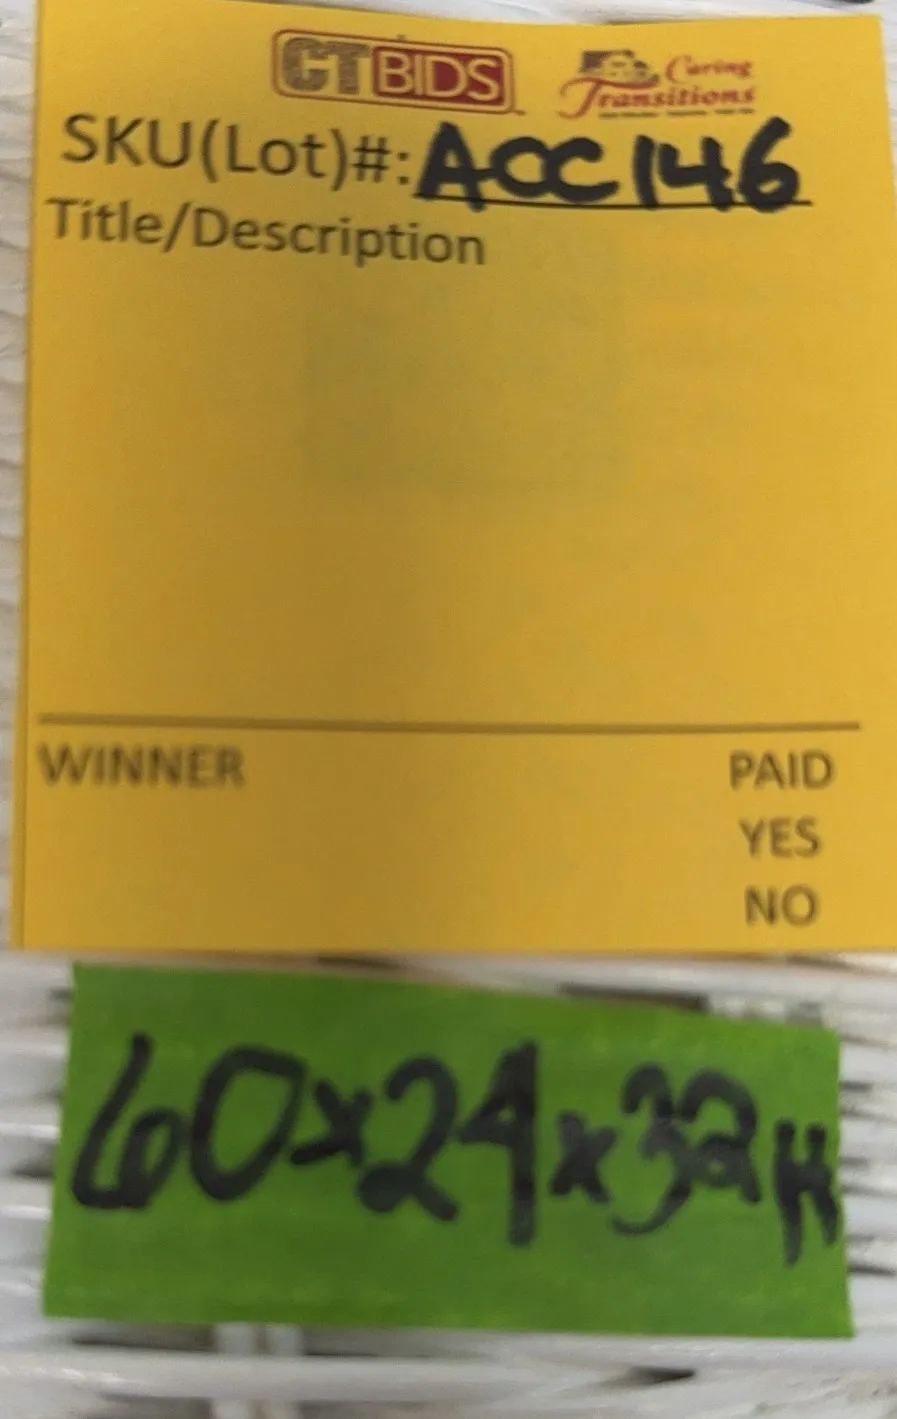 CTBIDS
Caring
Transitions
SKU(Lot)#: ACC146
Title/Description
WINNER
PAID
YES
NO
60x24x32H